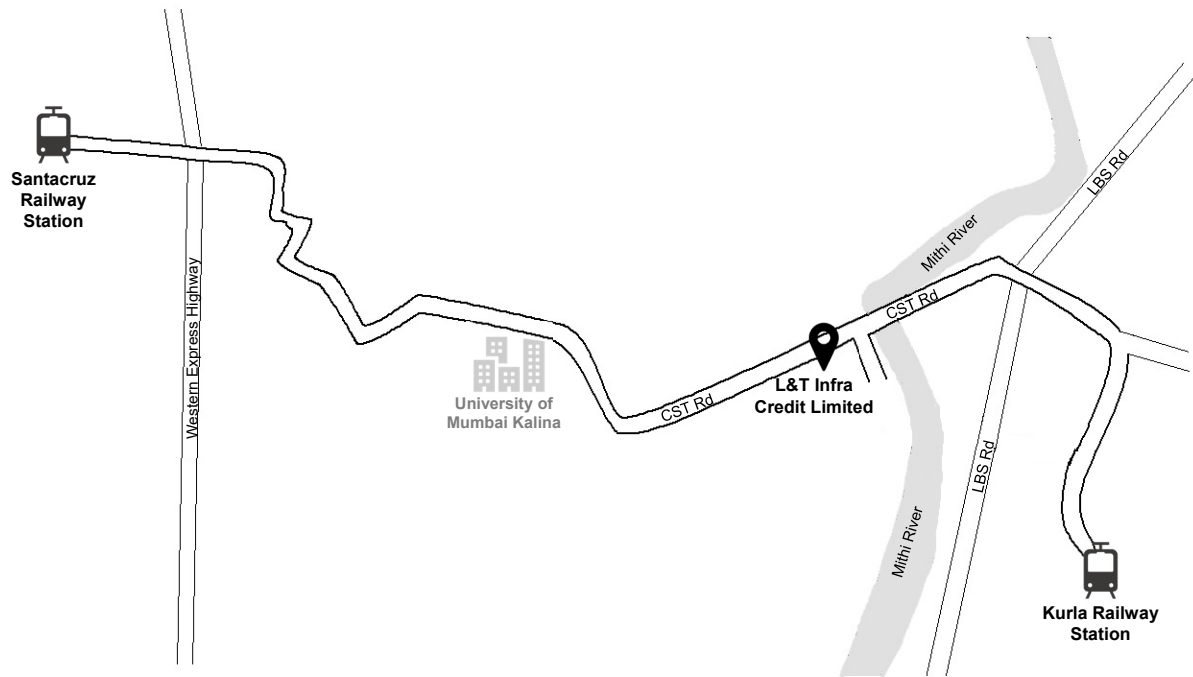 LBS Rd
Santacruz
Railway
Station
Mithi River
CST Rd
Western Express Highway
L&T Infra
Credit Limited
University of
Mumbai Kalina
CST Rd
LBS Rd
Mithi River
Kurla Railway
Station